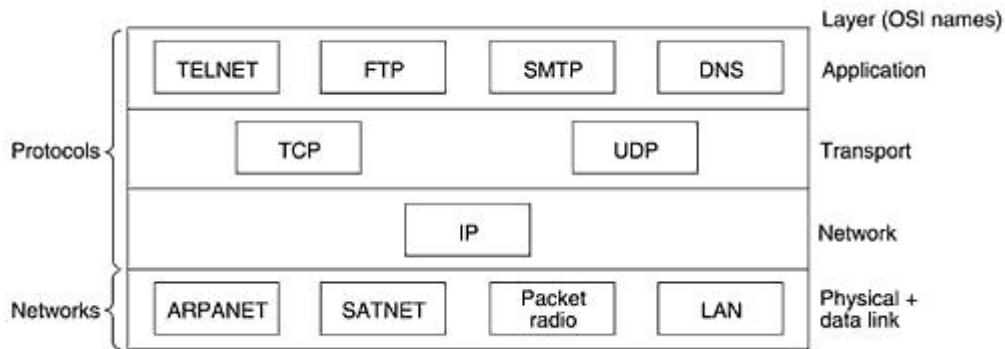 Layer (OSI names)
TELNET FTP SMTP DNS Application
Protocols TCP UDP Transport
IP Network
Networks ARPANET SATNET Packet radio LAN Physical + data link